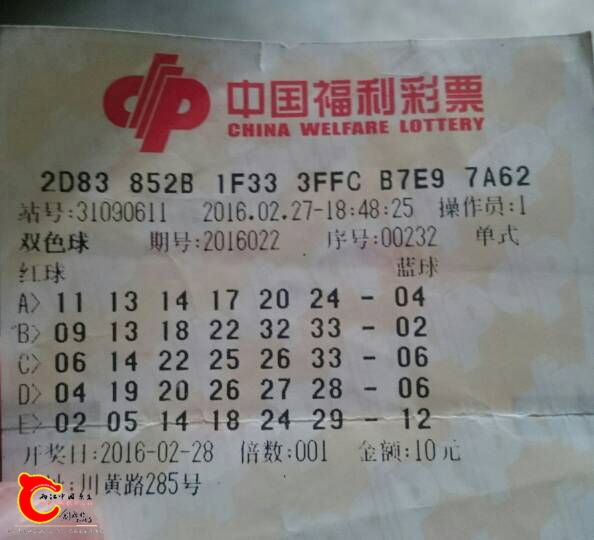 中国福利彩票
CHINA WELFARE LOTTERY
2D83 852B 1F33 3FFC B7E9 7A62
站号:31090611 2016.02.27-18:48:25 操作员:1
双色球 期号:2016022 序号:00232 单式
红球 蓝球
A> 11 13 14 17 20 24 - 04
B> 09 13 18 22 32 33 - 02
C> 06 14 22 25 26 33 - 06
D> 04 19 20 26 27 28 - 06
E> 02 05 14 18 24 29 - 12
开奖日:2016-02-28 倍数:001 金额:10元
址:川黄路285号